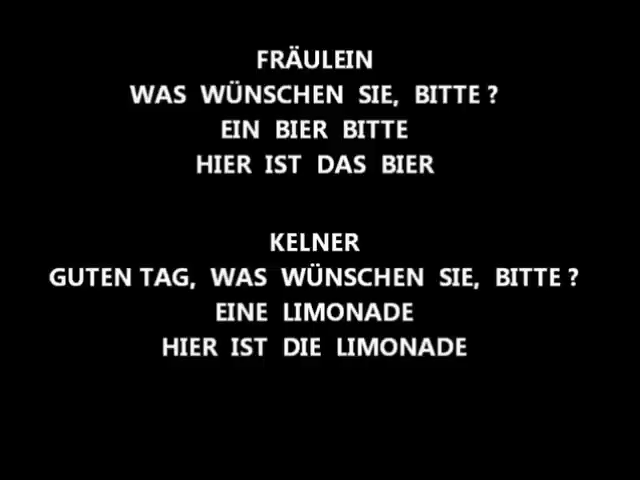 FRÄULEIN
WAS WÜNSCHEN SIE, BITTE ?
EIN BIER BITTE
HIER IST DAS BIER
KELNER
GUTEN TAG, WAS WÜNSCHEN SIE, BITTE ?
EINE LIMONADE
HIER IST DIE LIMONADE